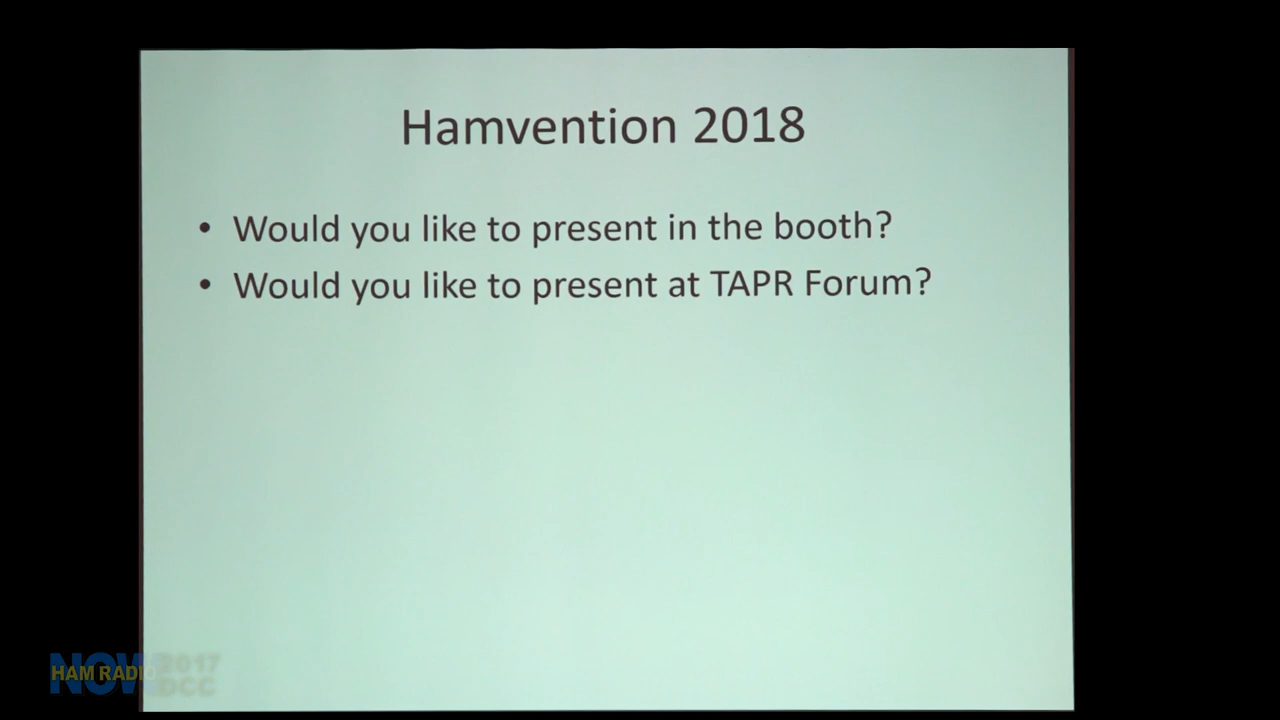 Hamvention 2018
• Would you like to present in the booth?
• Would you like to present at TAPR Forum?
HAM RADIO
NOW
2017
DCC